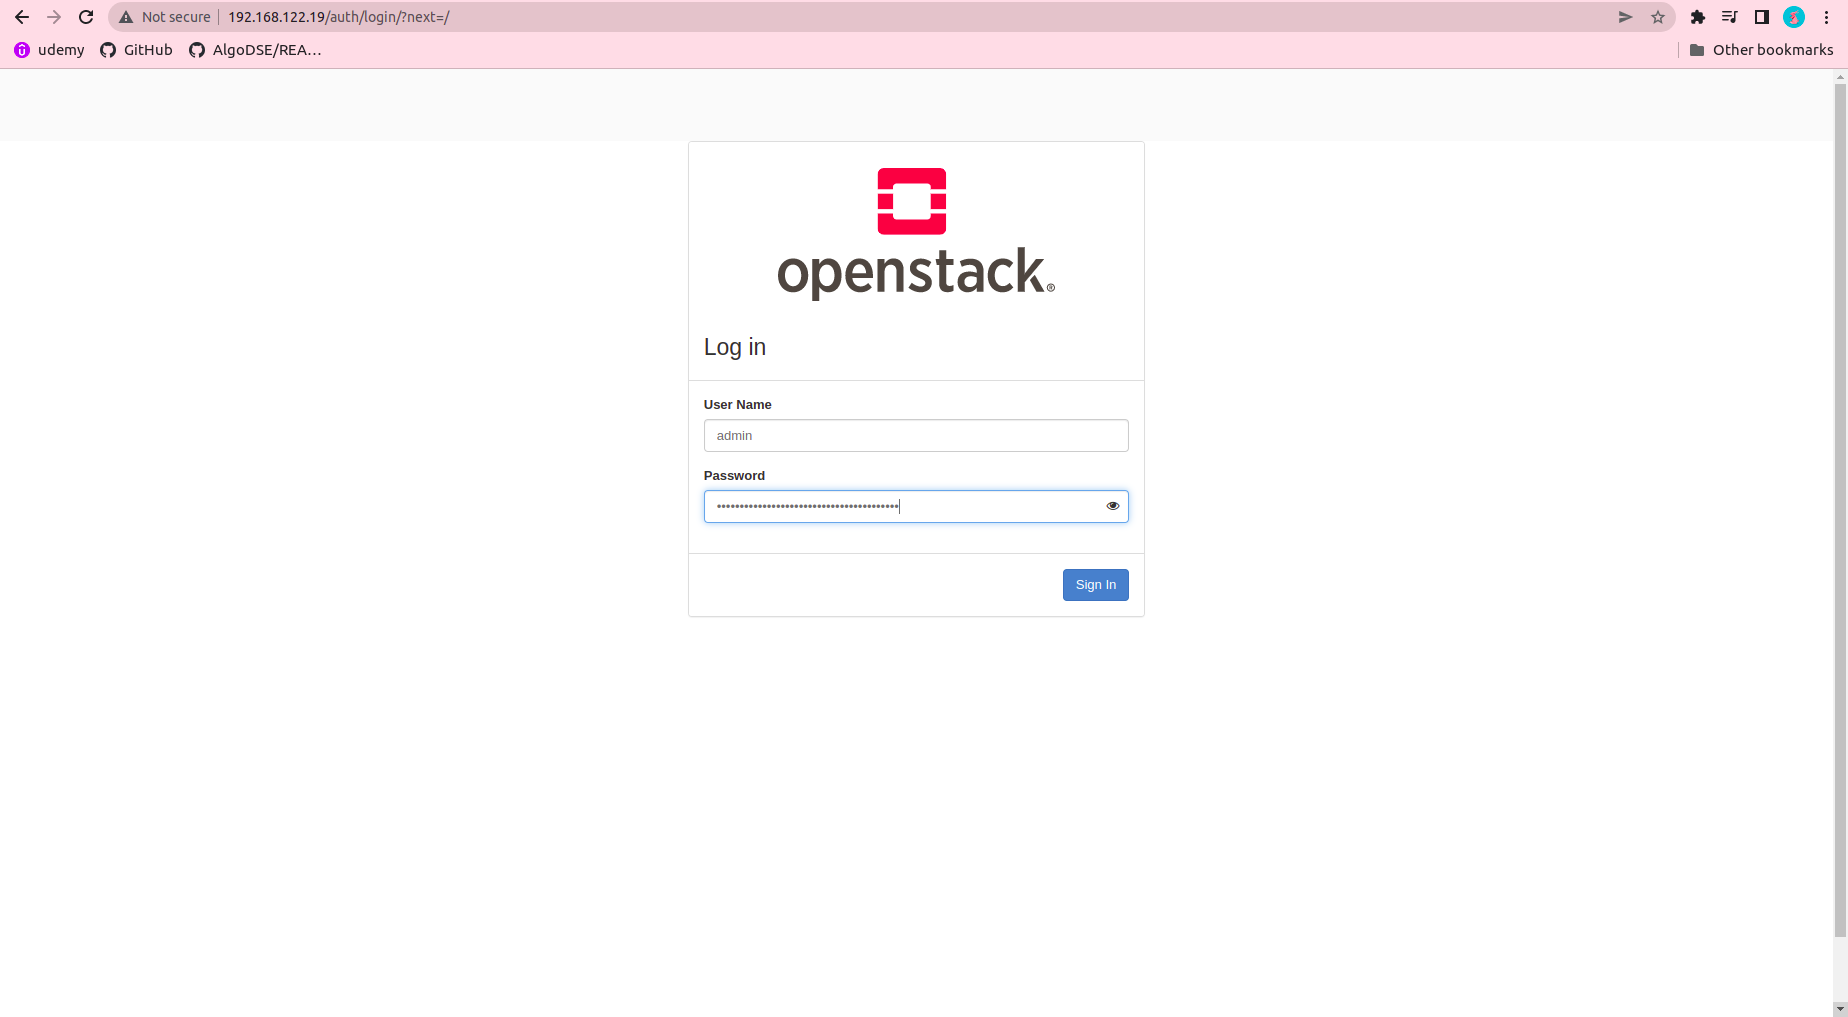 Not secure 192.168.122.19/auth/login/?next=/
udemy GitHub AlgoDSE/REA… Other bookmarks
openstack®
Log in
User Name
admin
Password
••••••••••••••••••••••••••••••••••••••••
Sign In